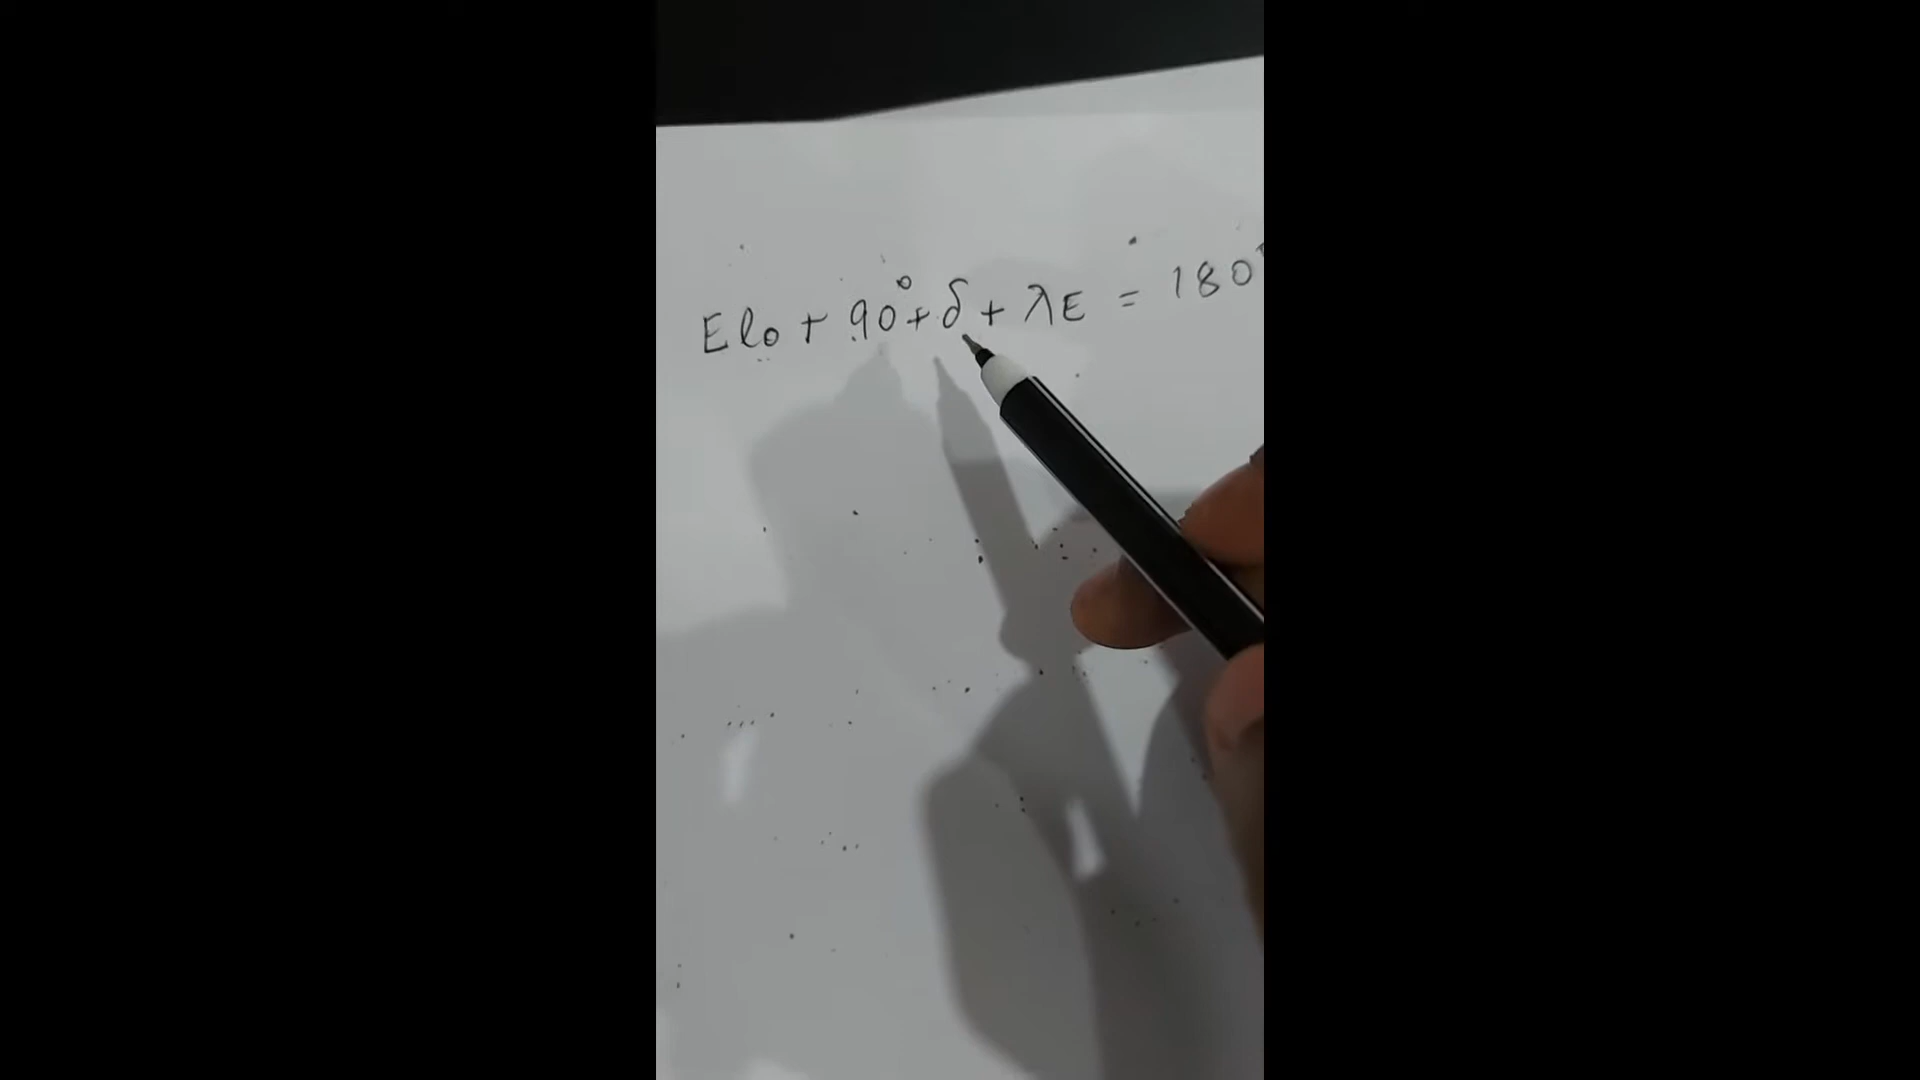 Elo + 90° + δ + λE = 180°